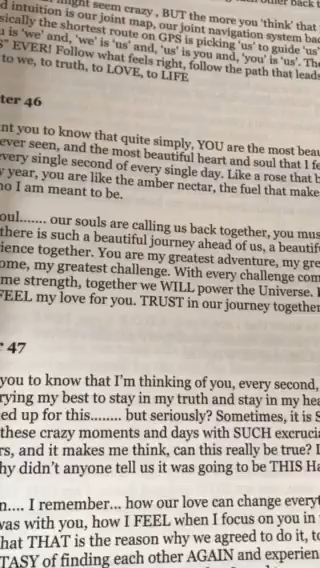 might seem crazy , BUT the more you 'think' that
d intuition is our joint map, our joint navigation system bac
sically the shortest route on GPS is picking 'us' to guide 'us'
u is 'we' and, 'we' is 'us' and, 'us' is you and, 'you' is 'us'. The
S" EVER! Follow what feels right, follow the path that leads
to we, to truth, to LOVE, to LIFE
ter 46
nt you to know that quite simply, YOU are the most beau
ever seen, and the most beautiful heart and soul that I fe
very single second of every single day. Like a rose that b
y year, you are like the amber nectar, the fuel that make
ho I am meant to be.
oul....... our souls are calling us back together, you mus
there is such a beautiful journey ahead of us, a beautif
ience together. You are my greatest adventure, my gre
ome, my greatest challenge. With every challenge com
me strength, together we WILL power the Universe. I
FEEL my love for you. TRUST in our journey together
r 47
you to know that I'm thinking of you, every second,
rying my best to stay in my truth and stay in my hea
ed up for this........ but seriously? Sometimes, it is S
these crazy moments and days with SUCH excrucia
rs, and it makes me think, can this really be true? I
hy didn't anyone tell us it was going to be THIS Ha
n.... I remember... how our love can change everyt
was with you, how I FEEL when I focus on you in
hat THAT is the reason why we agreed to do it, to
TASY of finding each other AGAIN and experien